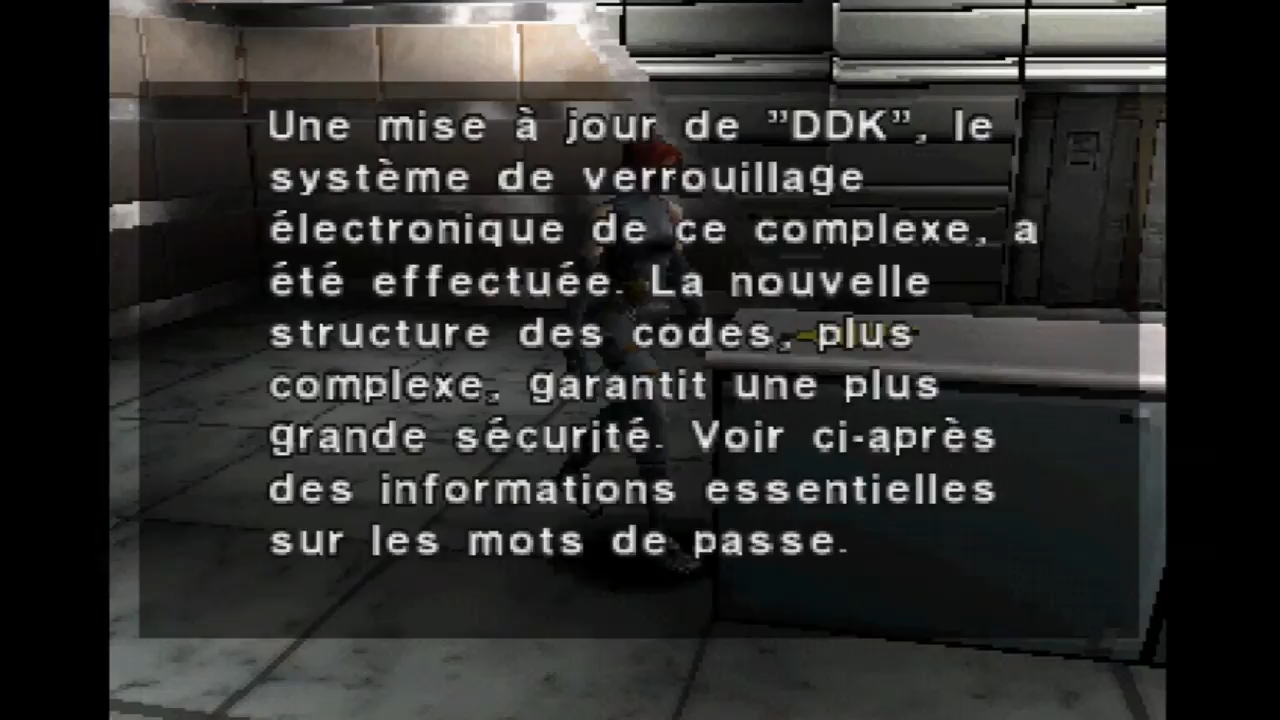 Une mise à jour de ”DDK”, le
système de verrouillage
électronique de ce complexe, a
été effectuée. La nouvelle
structure des codes, plus
complexe, garantit une plus
grande sécurité. Voir ci-après
des informations essentielles
sur les mots de passe.